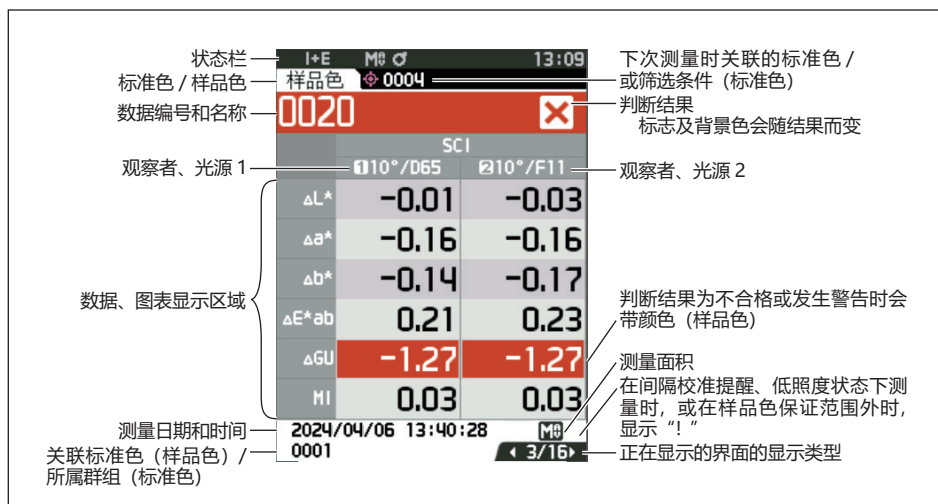 状态栏
标准色 / 样品色
数据编号和名称
观察者、光源 1
数据、图表显示区域
测量日期和时间
关联标准色（样品色）/
所属群组（标准色）
I+E M 13:09
样品色 0004
0020
SCI
1 10°/D65 2 10°/F11
△L* -0.01 -0.03
△a* -0.16 -0.16
△b* -0.14 -0.17
△E*ab 0.21 0.23
△GU -1.27 -1.27
MI 0.03 0.03
2024/04/06 13:40:28 M
0001 3/16
下次测量时关联的标准色 /
或筛选条件（标准色）
判断结果
标志及背景色会随结果而变
观察者、光源 2
判断结果为不合格或发生警告时会
带颜色（样品色）
测量面积
在间隔校准提醒、低照度状态下测
量时，或在样品色保证范围外时，
显示“! ”
正在显示的界面的显示类型